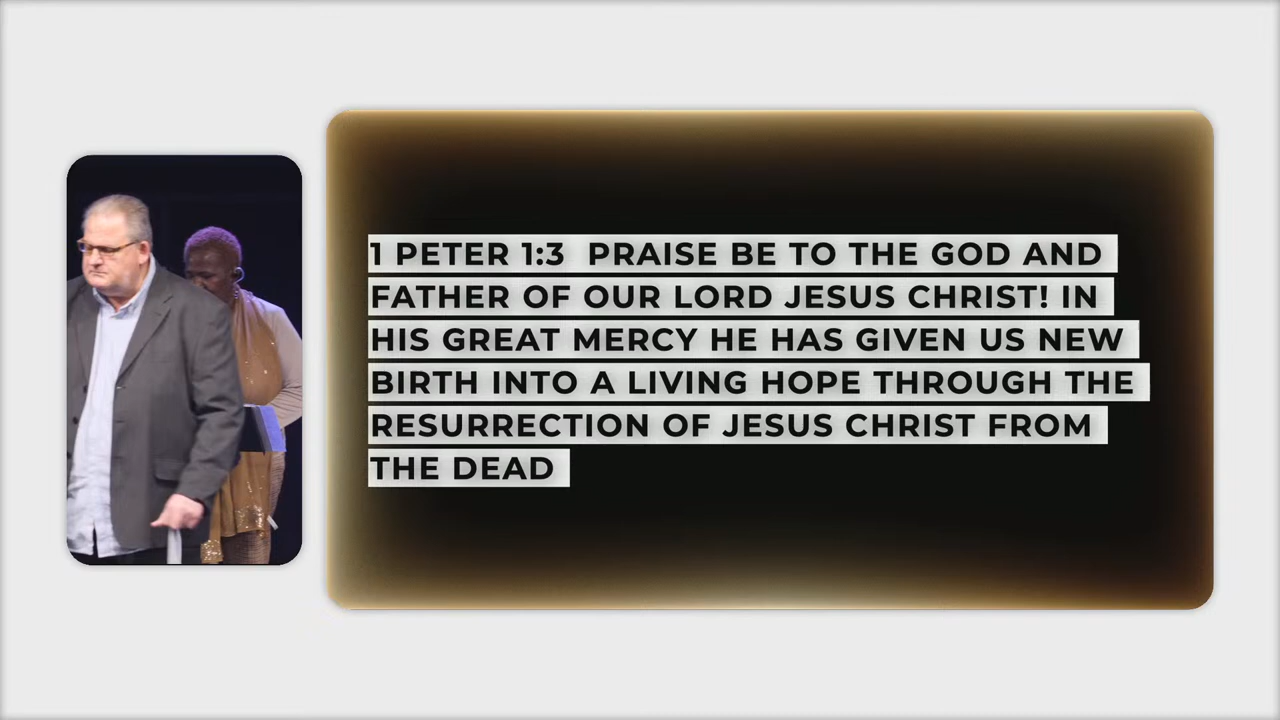 1 PETER 1:3  PRAISE BE TO THE GOD AND
FATHER OF OUR LORD JESUS CHRIST! IN
HIS GREAT MERCY HE HAS GIVEN US NEW
BIRTH INTO A LIVING HOPE THROUGH THE
RESURRECTION OF JESUS CHRIST FROM
THE DEAD